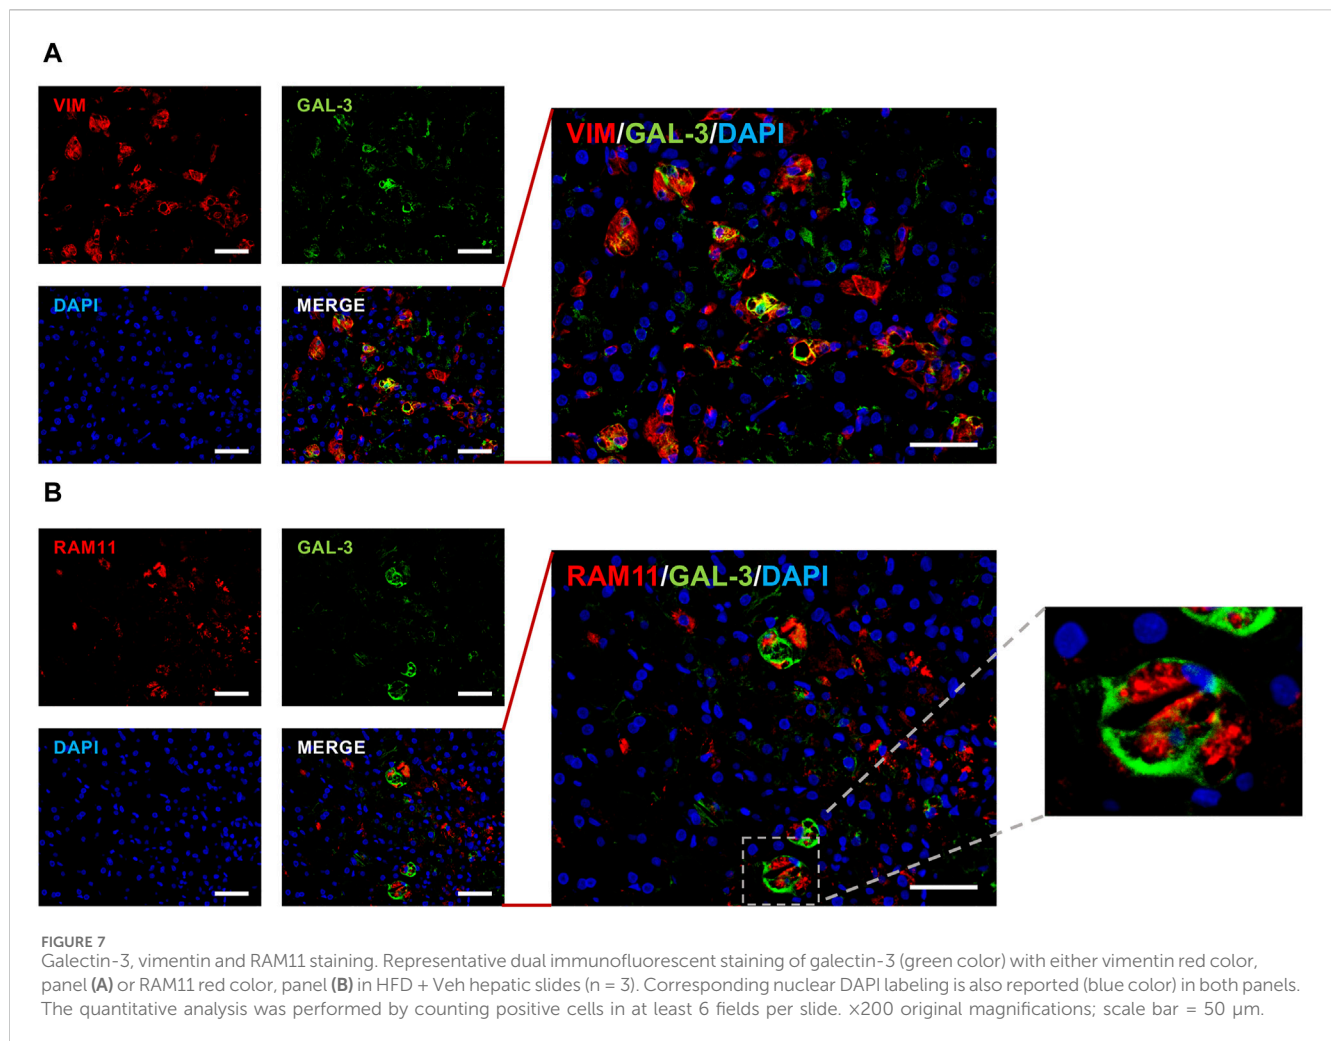 A
VIM
GAL-3
VIM/GAL-3/DAPI
DAPI
MERGE
B
RAM11
GAL-3
RAM11/GAL-3/DAPI
DAPI
MERGE
FIGURE 7
Galectin-3, vimentin and RAM11 staining. Representative dual immunofluorescent staining of galectin-3 (green color) with either vimentin red color,
panel (A) or RAM11 red color, panel (B) in HFD + Veh hepatic slides (n = 3). Corresponding nuclear DAPI labeling is also reported (blue color) in both panels.
The quantitative analysis was performed by counting positive cells in at least 6 fields per slide. ×200 original magnifications; scale bar = 50 µm.